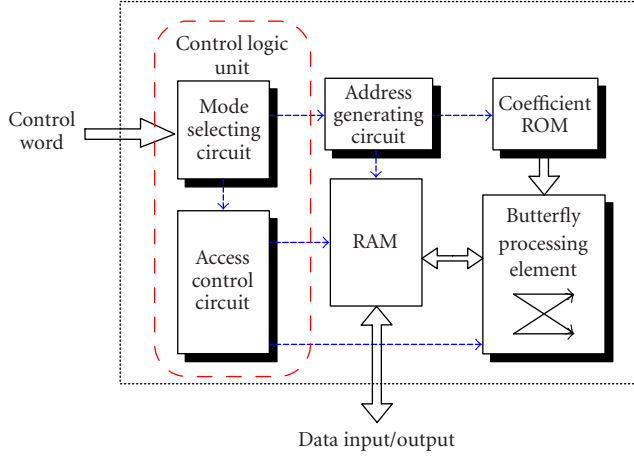 Control logic
unit
Control
word
Mode
selecting
circuit
Address
generating
circuit
Coefficient
ROM
Access
control
circuit
RAM
Butterfly
processing
element
Data input/output